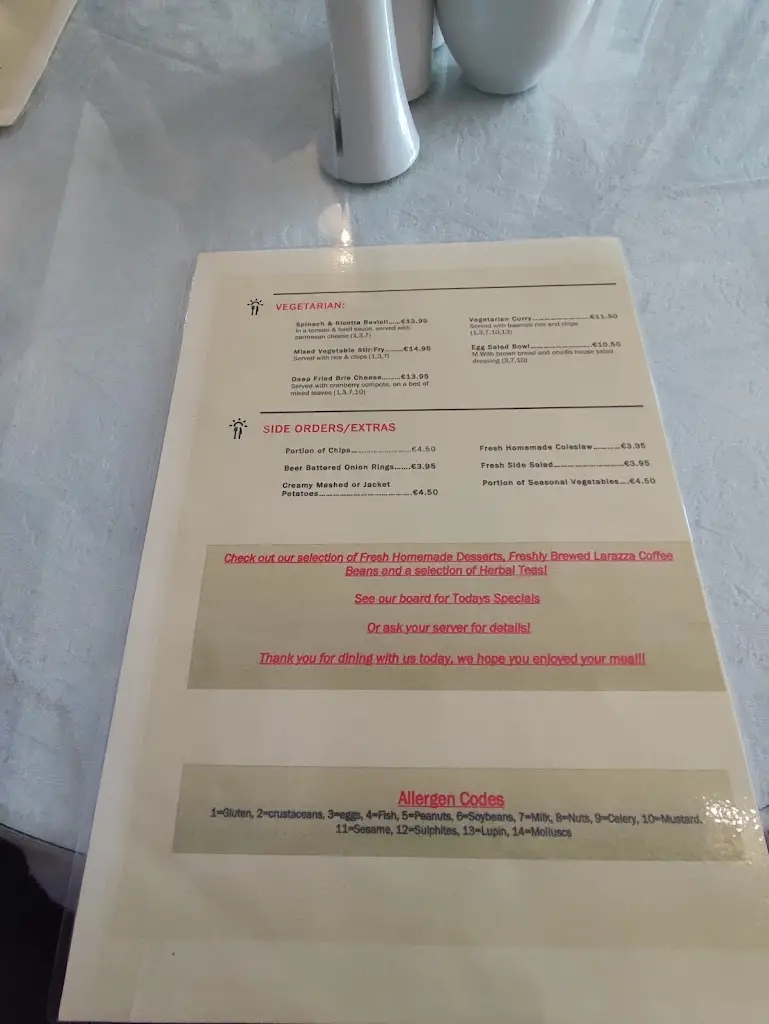 VEGETARIAN:
Spinach & Ricotta Ravioli......€13.95
In a tomato & basil sauce, served with
parmesan cheese (1,3,7)
Mixed Vegetable Stir-Fry.........€14.95
Served with rice & chips (1,3,7)
Deep Fried Brie Cheese.........€13.95
Served with cranberry compote, on a bed of
mixed leaves (1,3,7,10)
Vegetarian Curry........................€11.50
Served with basmati rice and chips
(1,3,7,10,13)
Egg Salad Bowl..........................€10.50
M With brown bread and onsills house salad
dressing (3,7,10)
SIDE ORDERS/EXTRAS
Portion of Chips........................€4.50
Beer Battered Onion Rings.......€3.95
Creamy Mashed or Jacket
Potatoes....................................€4.50
Fresh Homemade Coleslaw...........€3.95
Fresh Side Salad...........................€3.95
Portion of Seasonal Vegetables....€4.50
Check out our selection of Fresh Homemade Desserts, Freshly Brewed Larazza Coffee
Beans and a selection of Herbal Teas!
See our board for Todays Specials
Or ask your server for details!
Thank you for dining with us today, we hope you enjoyed your meal!!
Allergen Codes
1=Gluten, 2=crustaceans, 3=eggs, 4=Fish, 5=Peanuts, 6=Soybeans, 7=Milk, 8=Nuts, 9=Celery, 10=Mustard,
11=Sesame, 12=Sulphites, 13=Lupin, 14=Molluscs